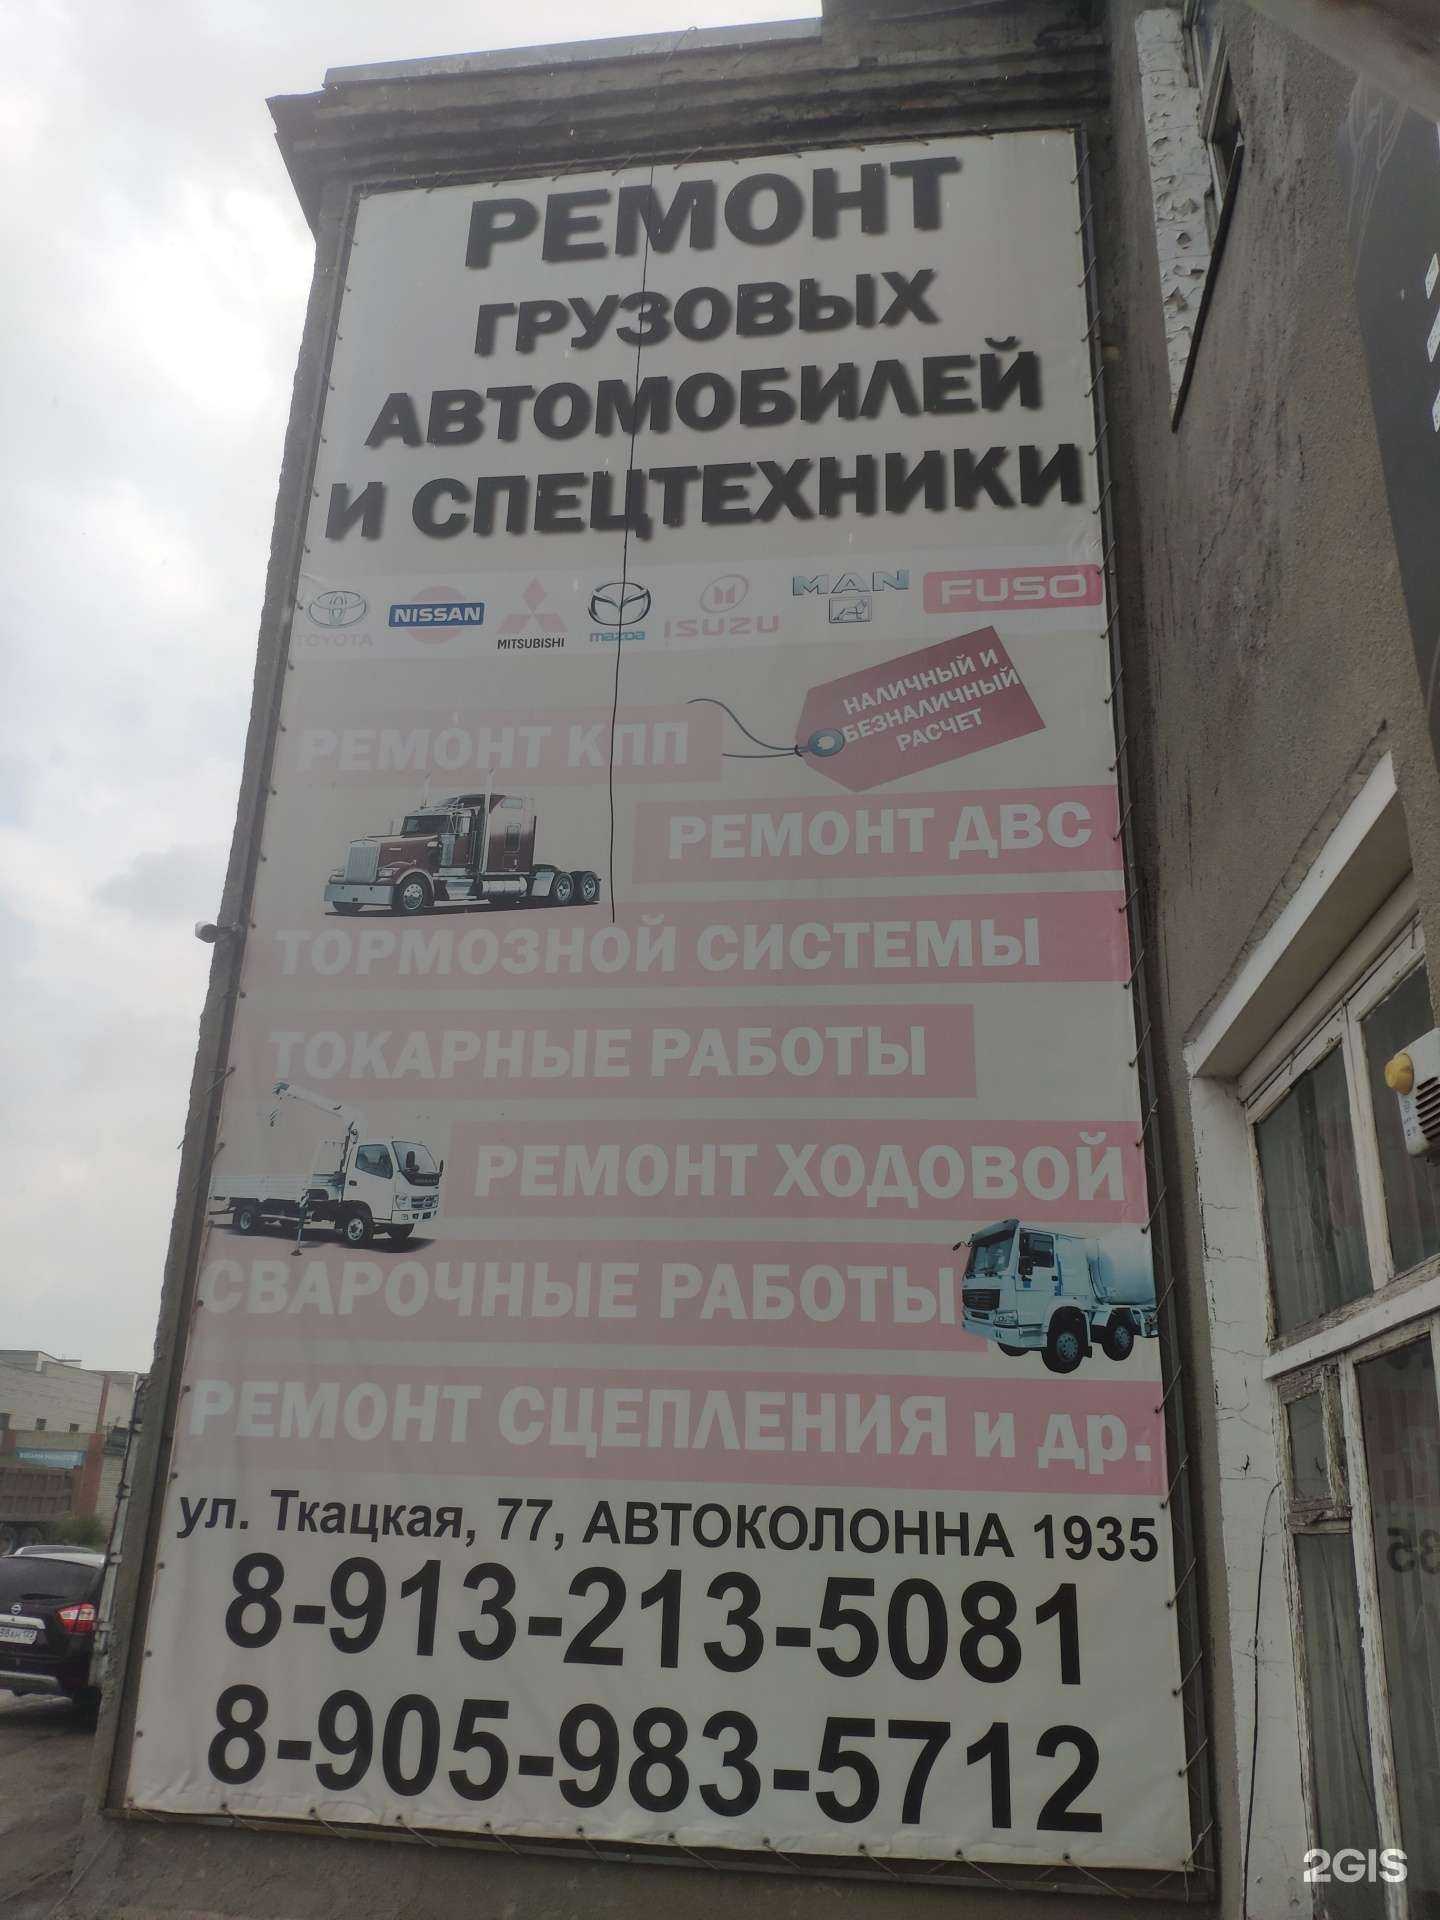 РЕМОНТ
ГРУЗОВЫХ
АВТОМОБИЛЕЙ
И СПЕЦТЕХНИКИ
TOYOTA NISSAN MITSUBISHI mazda ISUZU MAN FUSO
НАЛИЧНЫЙ И
БЕЗНАЛИЧНЫЙ
РАСЧЕТ
РЕМОНТ КПП
РЕМОНТ ДВС
ТОРМОЗНОЙ СИСТЕМЫ
ТОКАРНЫЕ РАБОТЫ
РЕМОНТ ХОДОВОЙ
СВАРОЧНЫЕ РАБОТЫ
РЕМОНТ СЦЕПЛЕНИЯ и др.
ул. Ткацкая, 77, АВТОКОЛОННА 1935
8-913-213-5081
8-905-983-5712
2GIS